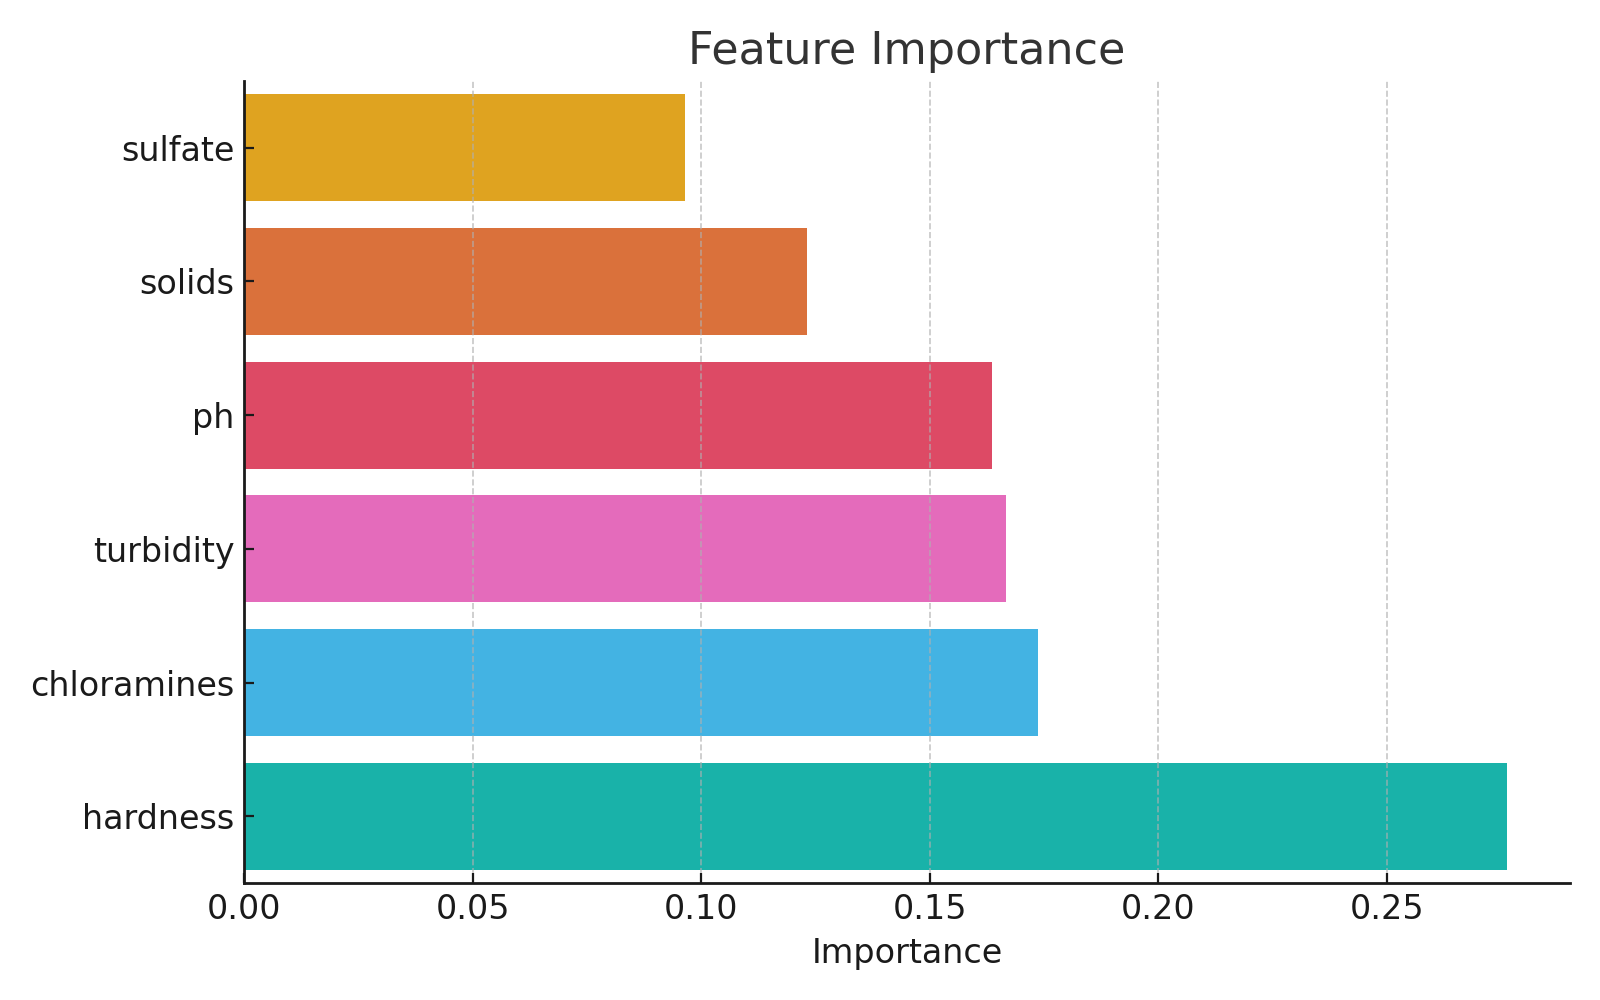 Feature Importance
sulfate
solids
ph
turbidity
chloramines
hardness
0.00 0.05 0.10 0.15 0.20 0.25
Importance